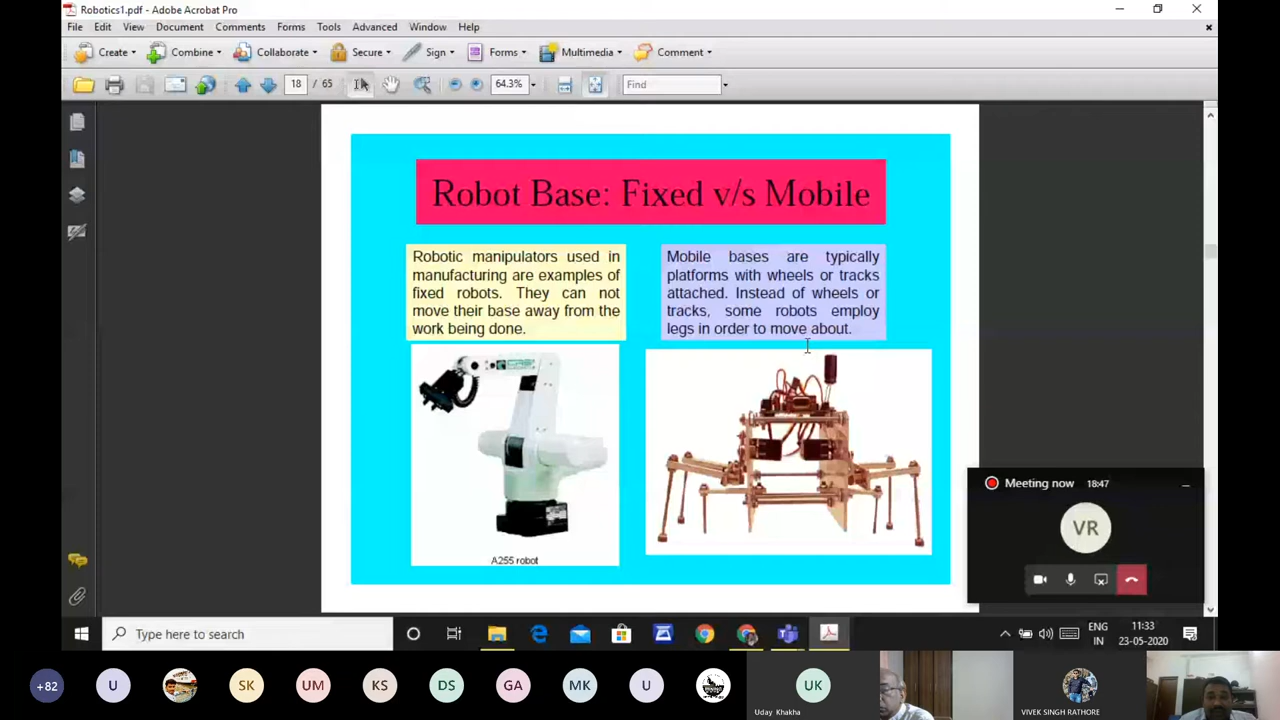 Robotics1.pdf - Adobe Acrobat Pro
File Edit View Document Comments Forms Tools Advanced Window Help
Create Combine Collaborate Secure Sign Forms Multimedia Comment
18 / 65 64.3% Find
Robot Base: Fixed v/s Mobile
Robotic manipulators used in
manufacturing are examples of
fixed robots. They can not
move their base away from the
work being done.
Mobile bases are typically
platforms with wheels or tracks
attached. Instead of wheels or
tracks, some robots employ
legs in order to move about.
A255 robot
Meeting now 18:47
VR
Type here to search
ENG
IN
11:33
23-05-2020
+82 U SK UM KS DS GA MK U UK
Uday Khakha
VIVEK SINGH RATHORE